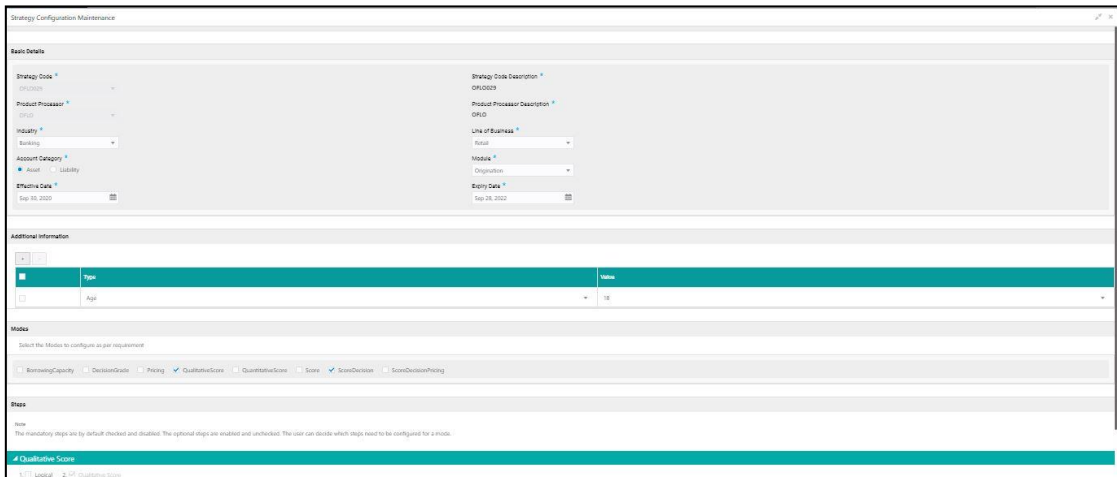 Strategy Configuration Maintenance
Basic Details
Strategy Code *
Strategy Code Description *
OFLO029
OFLO029
Product Processor *
Product Processor Description *
OFLO
OFLO
Industry *
Line of Business *
Banking
Retail
Account Category *
Module *
Asset Liability
Origination
Effective Date *
Expiry Date *
Sep 30, 2020
Sep 28, 2022
Additional Information
+
Type Value
Age 18
Modes
Select the Modes to configure as per requirement
BorrowingCapacity DecisionGrade Pricing QualitativeScore QuantitativeScore Score ScoreDecision ScoreDecisionPricing
Steps
Note
The mandatory steps are by default checked and disabled. The optional steps are enabled and unchecked. The user can decide which steps need to be configured for a mode.
Qualitative Score
1. Logical 2. Qualitative Score